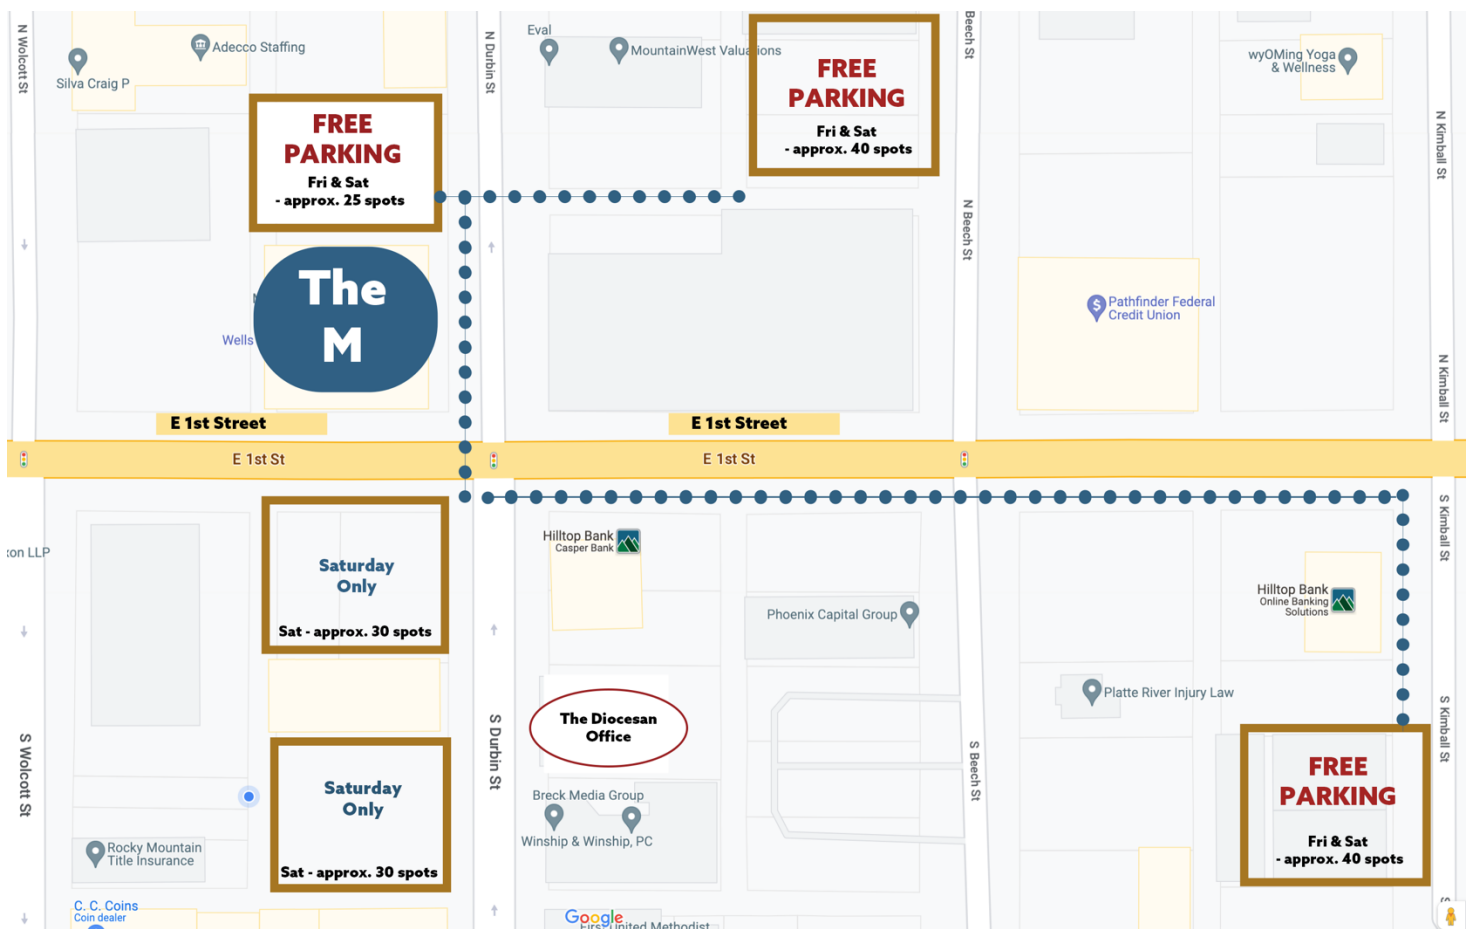 N Wolcott St
Silva Craig P
Adecco Staffing
N Durbin St
Eval
MountainWest Valuations
FREE
PARKING
Fri & Sat
- approx. 40 spots
Beech St
wyOMing Yoga
& Wellness
N Kimball St
FREE
PARKING
Fri & Sat
- approx. 25 spots
N Beech St
The
M
Wells
Pathfinder Federal
Credit Union
N Kimball St
E 1st Street
E 1st Street
E 1st St
E 1st St
xon LLP
Saturday
Only
Sat - approx. 30 spots
Hilltop Bank
Casper Bank
Phoenix Capital Group
Hilltop Bank
Online Banking
Solutions
S Kimball St
Platte River Injury Law
The Diocesan
Office
S Wolcott St
S Durbin St
S Beech St
S Kimball St
Saturday
Only
Sat - approx. 30 spots
Breck Media Group
Winship & Winship, PC
FREE
PARKING
Fri & Sat
- approx. 40 spots
Rocky Mountain
Title Insurance
C. C. Coins
Coin dealer
Google
First United Methodist
S